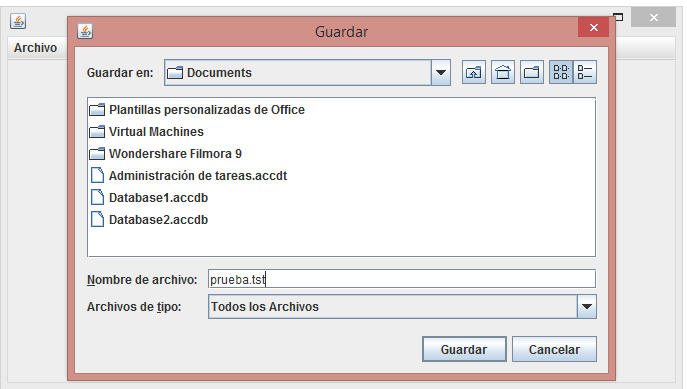 Guardar
Archivo
Guardar en: Documents
Plantillas personalizadas de Office
Virtual Machines
Wondershare Filmora 9
Administración de tareas.accdt
Database1.accdb
Database2.accdb
Nombre de archivo: prueba.tst
Archivos de tipo: Todos los Archivos
Guardar Cancelar